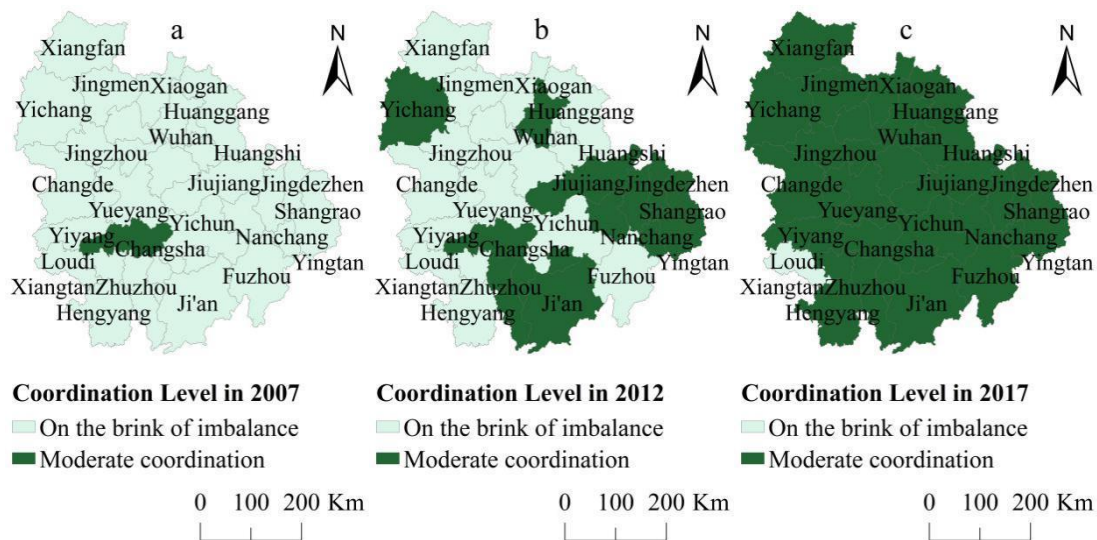 a
N
Xiangfan
Jingmen
Xiaogan
Yichang
Huanggang
Wuhan
Jingzhou
Huangshi
Changde
Jiujiang
Jingdezhen
Yueyang
Yichun
Shangrao
Yiyang
Changsha
Nanchang
Loudi
Yingtan
Fuzhou
Xiangtan
Zhuzhou
Hengyang
Ji'an
Coordination Level in 2007
On the brink of imbalance
Moderate coordination
0 100 200 Km
b
N
Xiangfan
Jingmen
Xiaogan
Yichang
Huanggang
Wuhan
Jingzhou
Huangshi
Changde
Jiujiang
Jingdezhen
Yueyang
Yichun
Shangrao
Yiyang
Changsha
Nanchang
Loudi
Yingtan
Fuzhou
Xiangtan
Zhuzhou
Hengyang
Ji'an
Coordination Level in 2012
On the brink of imbalance
Moderate coordination
0 100 200 Km
c
N
Xiangfan
Jingmen
Xiaogan
Yichang
Huanggang
Wuhan
Jingzhou
Huangshi
Changde
Jiujiang
Jingdezhen
Yueyang
Yichun
Shangrao
Yiyang
Changsha
Nanchang
Loudi
Yingtan
Fuzhou
Xiangtan
Zhuzhou
Hengyang
Ji'an
Coordination Level in 2017
On the brink of imbalance
Moderate coordination
0 100 200 Km